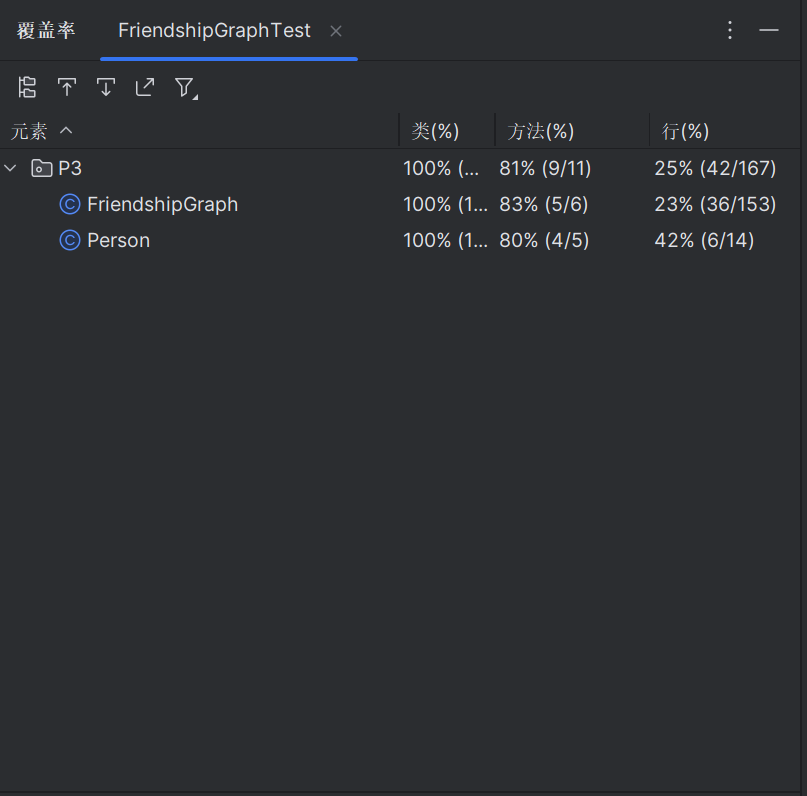 覆盖率 FriendshipGraphTest
元素 类(%) 方法(%) 行(%)
P3 100% (... 81% (9/11) 25% (42/167)
FriendshipGraph 100% (1... 83% (5/6) 23% (36/153)
Person 100% (1... 80% (4/5) 42% (6/14)